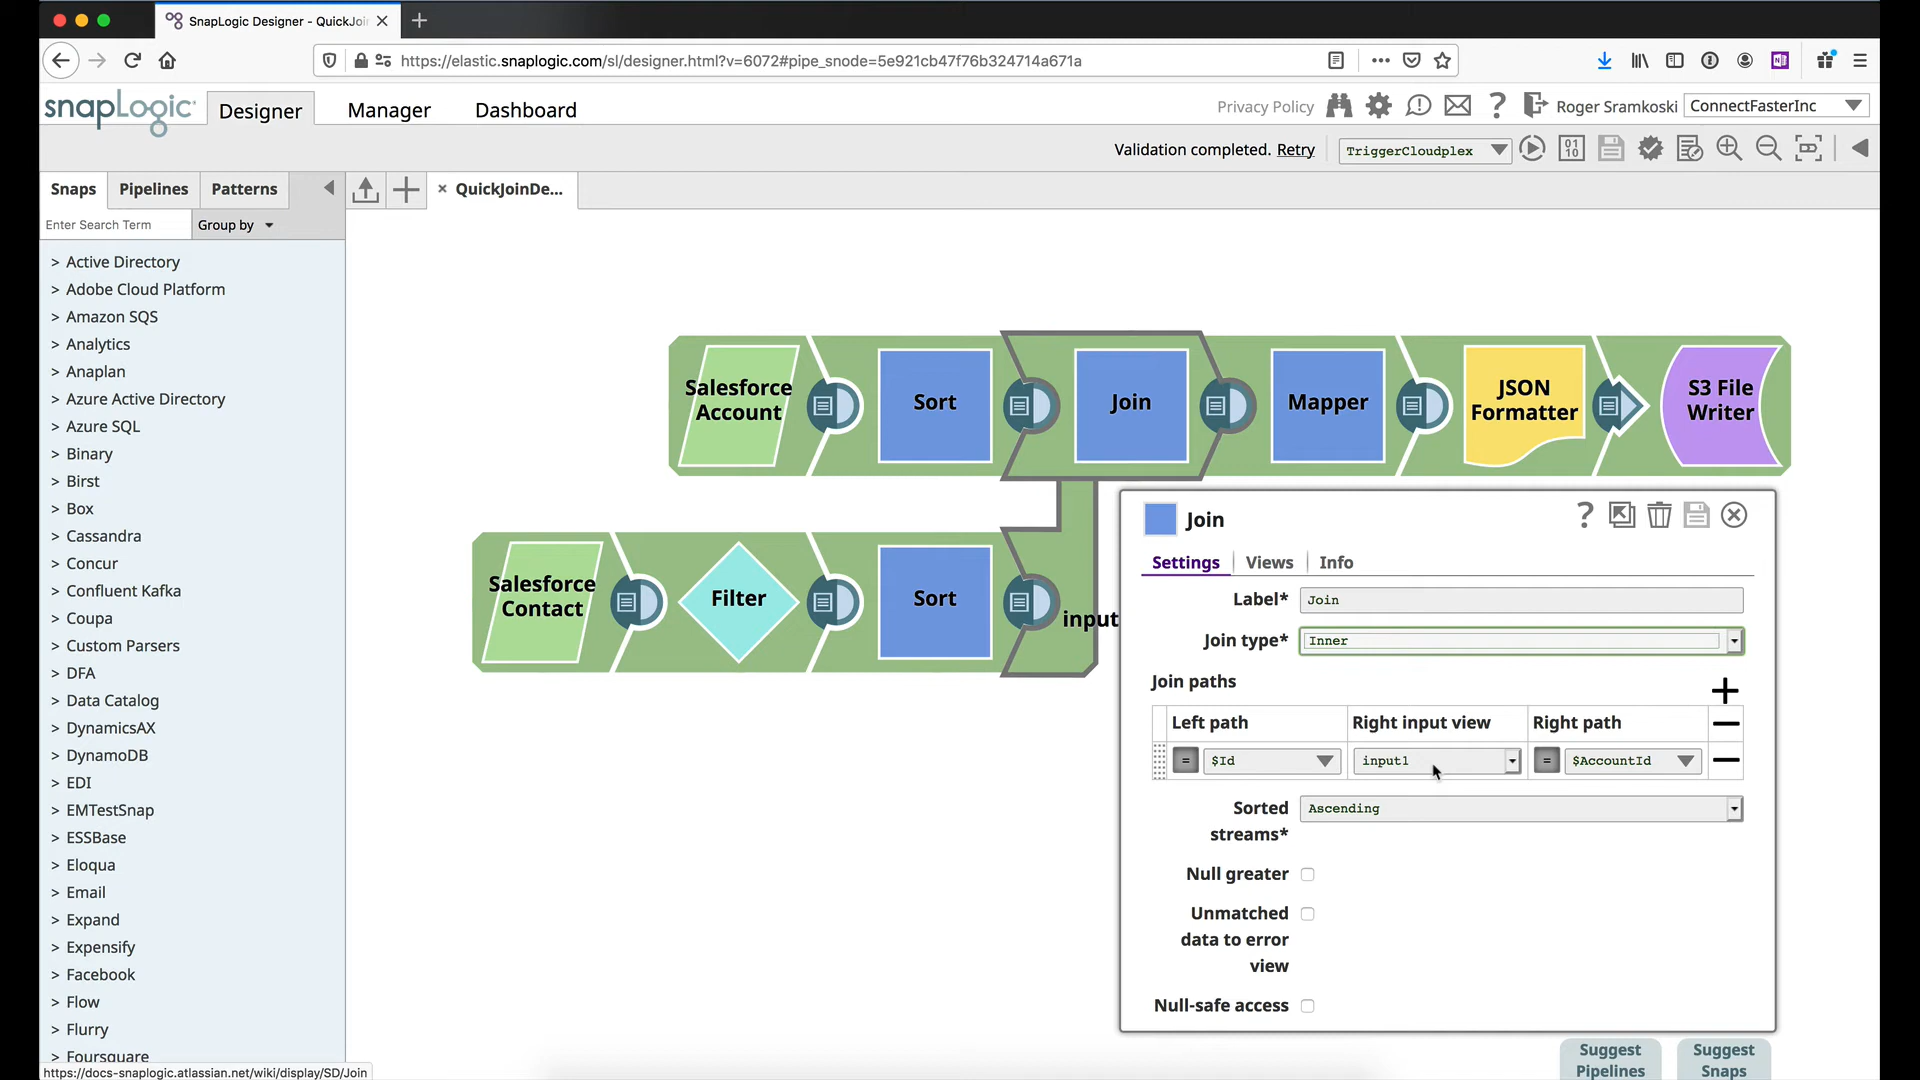 SnapLogic Designer - QuickJoi
https://elastic.snaplogic.com/sl/designer.html?v=6072#pipe_snode=5e921cb47f76b324714a671a
snapLogic
Designer
Manager
Dashboard
Privacy Policy
Roger Sramkoski
ConnectFasterInc
Validation completed. Retry
TriggerCloudplex
01
10
Snaps
Pipelines
Patterns
QuickJoinDe...
Enter Search Term
Group by
> Active Directory
> Adobe Cloud Platform
> Amazon SQS
> Analytics
> Anaplan
> Azure Active Directory
> Azure SQL
> Binary
> Birst
> Box
> Cassandra
> Concur
> Confluent Kafka
> Coupa
> Custom Parsers
> DFA
> Data Catalog
> DynamicsAX
> DynamoDB
> EDI
> EMTestSnap
> ESSBase
> Eloqua
> Email
> Expand
> Expensify
> Facebook
> Flow
> Flurry
> Foursquare
https://docs-snaplogic.atlassian.net/wiki/display/SD/Join
Salesforce
Account
Sort
Join
Mapper
JSON
Formatter
S3 File
Writer
Salesforce
Contact
Filter
Sort
input
Join
Settings
Views
Info
Label*
Join
Join type*
Inner
Join paths
Left path
Right input view
Right path
=
$Id
input1
=
$AccountId
Sorted
streams*
Ascending
Null greater
Unmatched
data to error
view
Null-safe access
Suggest
Pipelines
Suggest
Snaps